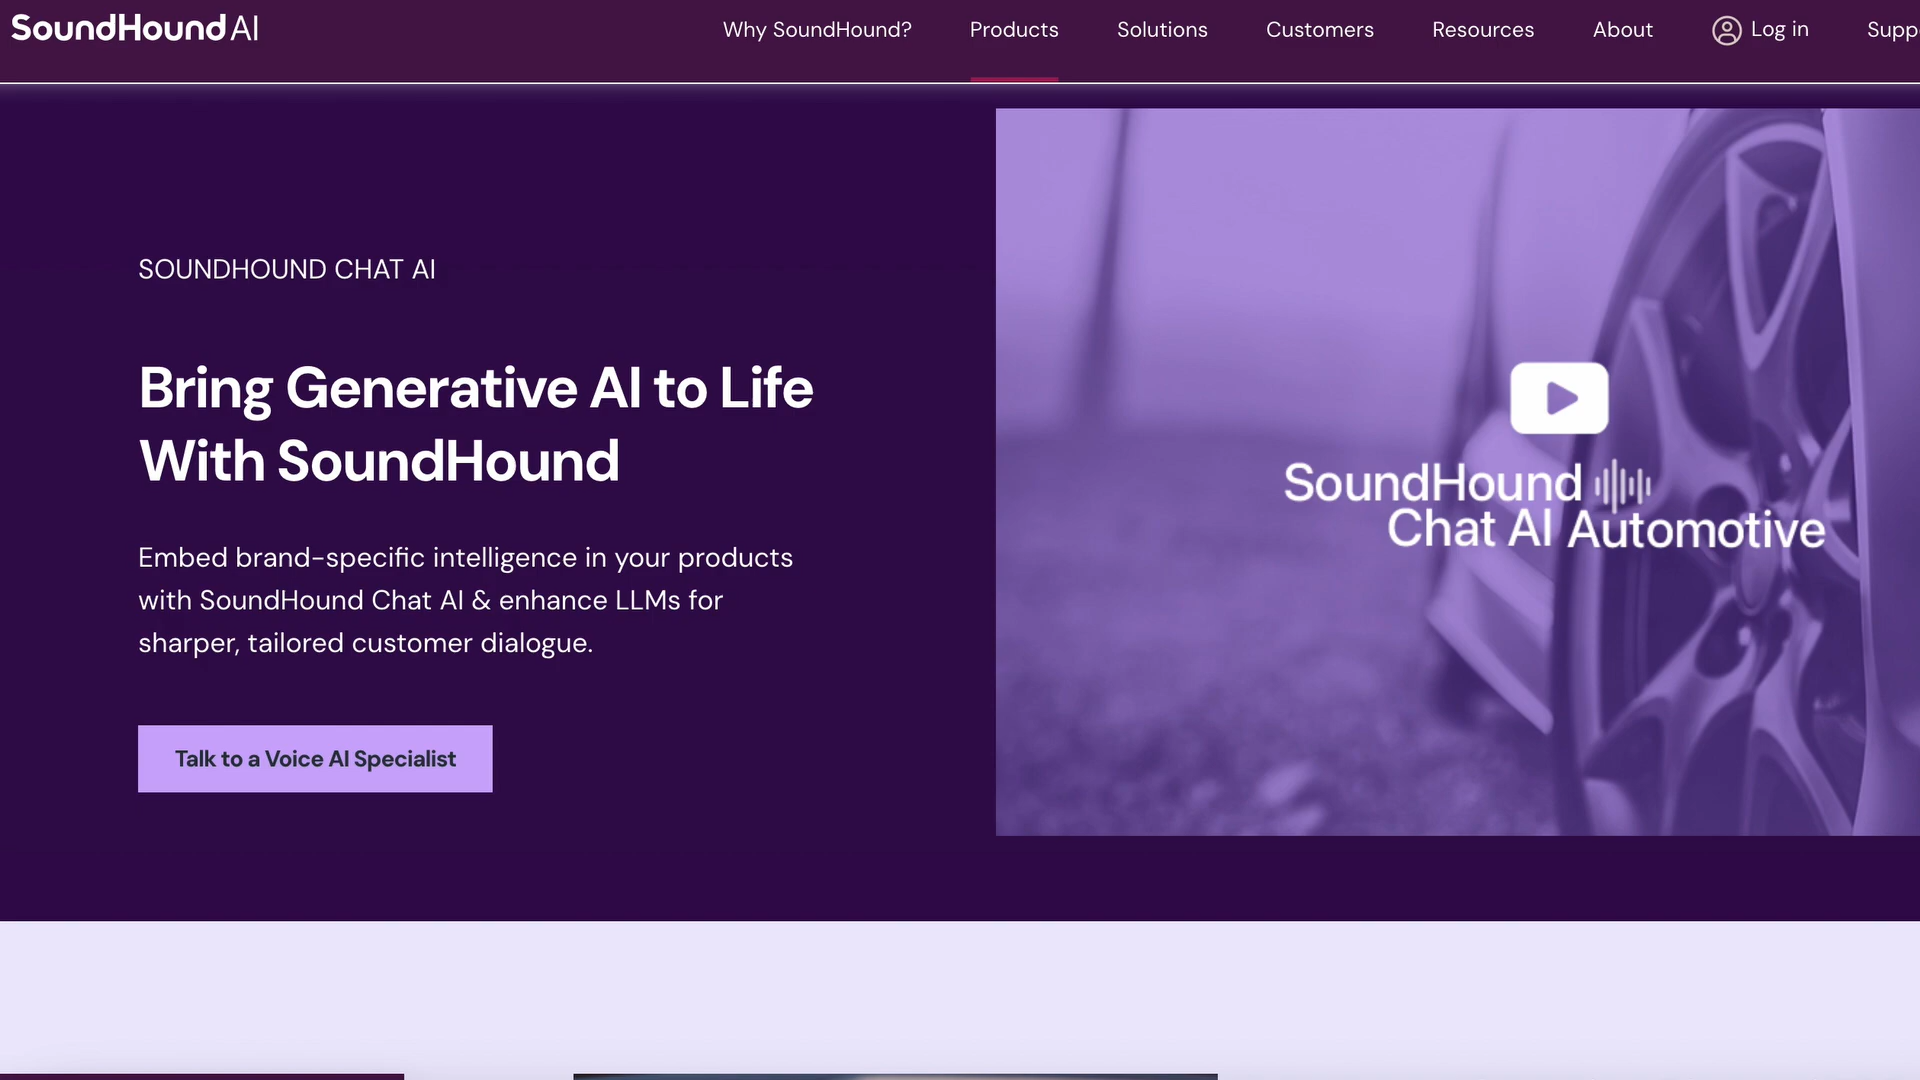 SoundHound AI
Why SoundHound?
Products
Solutions
Customers
Resources
About
Log in
SOUNDHOUND CHAT AI
Bring Generative AI to Life
With SoundHound
Embed brand-specific intelligence in your products
with SoundHound Chat AI & enhance LLMs for
sharper, tailored customer dialogue.
Talk to a Voice AI Specialist
SoundHound
Chat AI Automotive